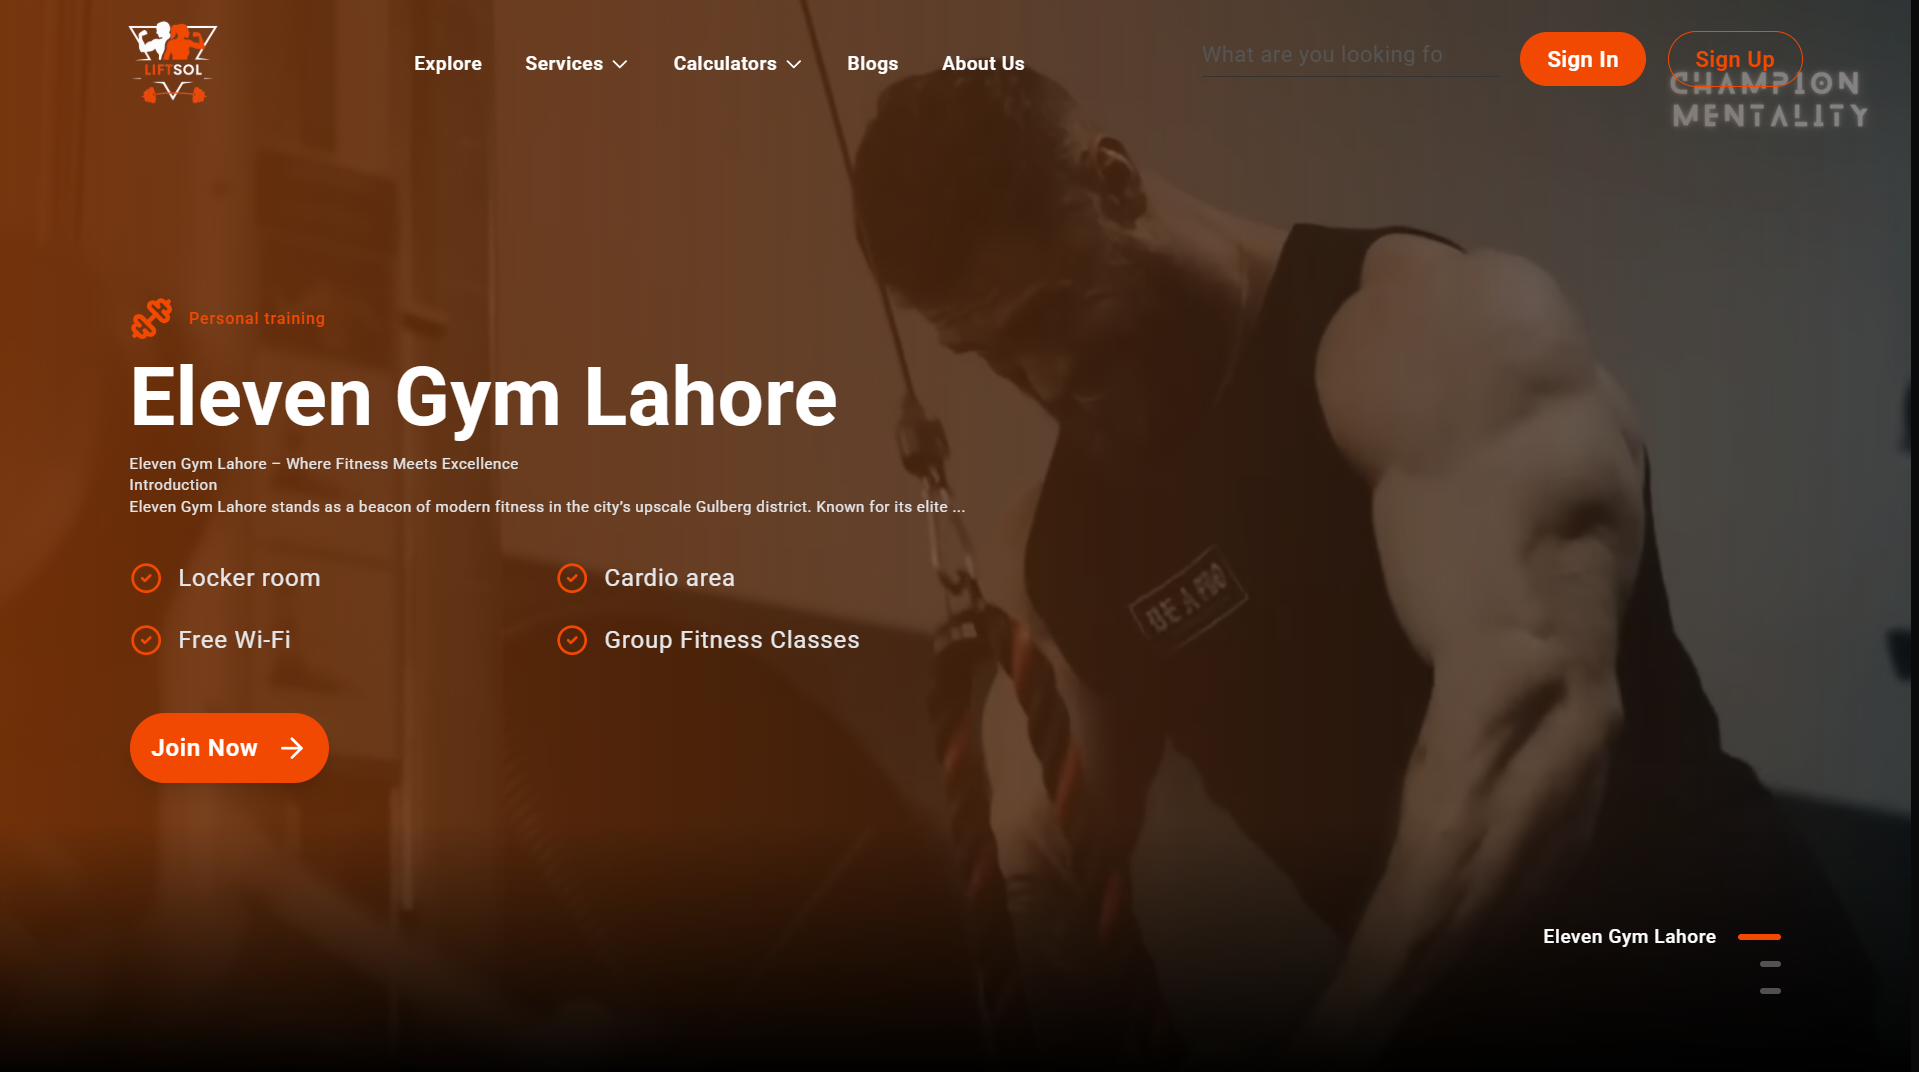 LIFTSOL
Explore
Services
Calculators
Blogs
About Us
What are you looking fo
Sign In
Sign Up
CHAMPION
MENTALITY
Personal training
Eleven Gym Lahore
Eleven Gym Lahore – Where Fitness Meets Excellence
Introduction
Eleven Gym Lahore stands as a beacon of modern fitness in the city's upscale Gulberg district. Known for its elite ...
Locker room
Cardio area
Free Wi-Fi
Group Fitness Classes
BE A PRO
Join Now
Eleven Gym Lahore